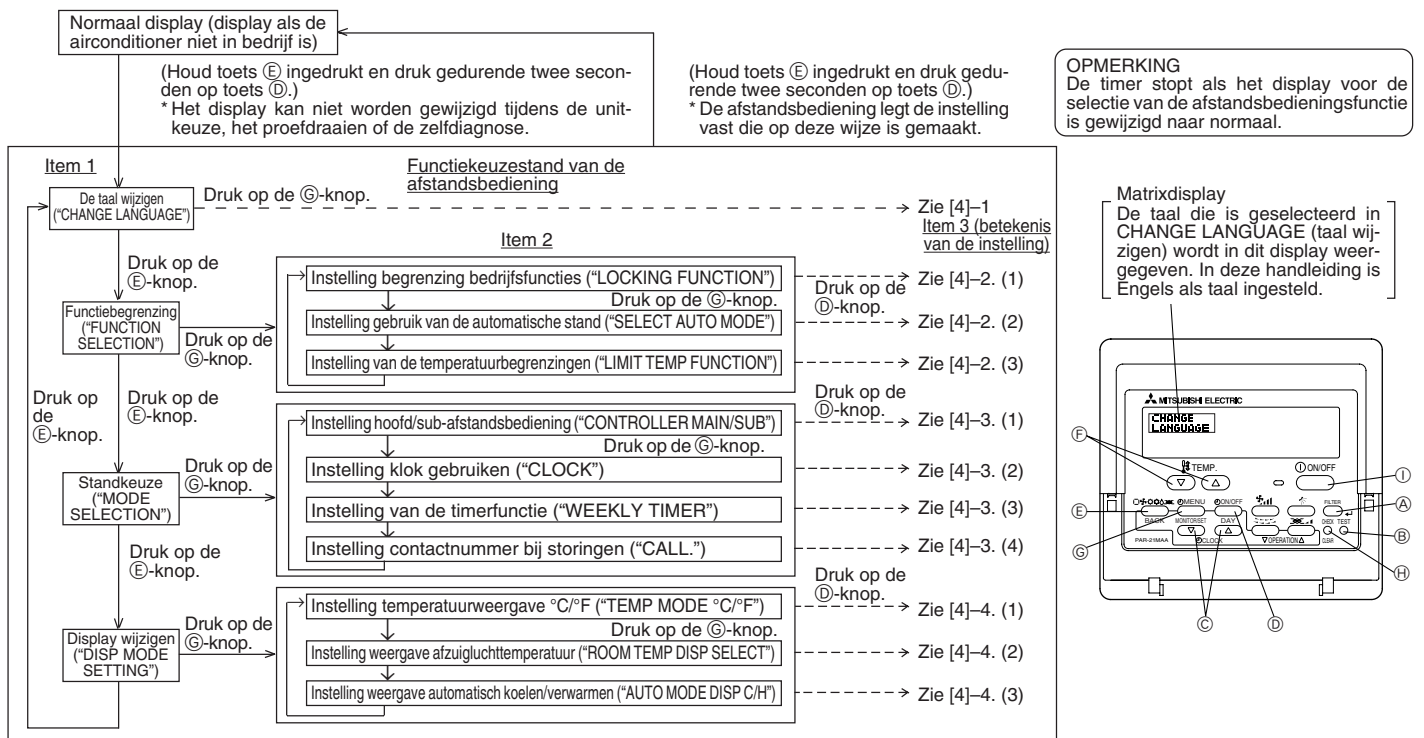 Normaal display (display als de
airconditioner niet in bedrijf is)
(Houd toets Ⓔ ingedrukt en druk gedurende twee secon-
den op toets Ⓓ.)
* Het display kan niet worden gewijzigd tijdens de unit-
keuze, het proefdraaien of de zelfdiagnose.
(Houd toets Ⓔ ingedrukt en druk gedu-
rende twee seconden op toets Ⓓ.)
* De afstandsbediening legt de instelling
vast die op deze wijze is gemaakt.
OPMERKING
De timer stopt als het display voor de
selectie van de afstandsbedieningsfunctie
is gewijzigd naar normaal.
Item 1
Functiekeuzestand van de
afstandsbediening
De taal wijzigen
("CHANGE LANGUAGE")
Druk op de Ⓖ-knop.
Zie [4]–1
Item 3 (betekenis
van de instelling)
Item 2
Druk op de
Ⓔ-knop.
Functiebegrenzing
("FUNCTION
SELECTION")
Druk op de
Ⓖ-knop.
Instelling begrenzing bedrijfsfuncties ("LOCKING FUNCTION")
Druk op de Ⓖ-knop.
Druk op de
Ⓓ-knop.
Zie [4]–2. (1)
Instelling gebruik van de automatische stand ("SELECT AUTO MODE")
Zie [4]–2. (2)
Instelling van de temperatuurbegrenzingen ("LIMIT TEMP FUNCTION")
Zie [4]–2. (3)
Druk op
de
Ⓔ-knop.
Druk op de
Ⓔ-knop.
Druk op de
Ⓓ-knop.
Standkeuze
("MODE
SELECTION")
Druk op de
Ⓖ-knop.
Instelling hoofd/sub-afstandsbediening ("CONTROLLER MAIN/SUB")
Druk op de Ⓖ-knop.
Zie [4]–3. (1)
Instelling klok gebruiken ("CLOCK")
Zie [4]–3. (2)
Instelling van de timerfunctie ("WEEKLY TIMER")
Zie [4]–3. (3)
Instelling contactnummer bij storingen ("CALL.")
Zie [4]–3. (4)
Druk op de
Ⓔ-knop.
Druk op de
Ⓓ-knop.
Display wijzigen
("DISP MODE
SETTING")
Druk op de
Ⓖ-knop.
Instelling temperatuurweergave °C/°F ("TEMP MODE °C/°F")
Druk op de Ⓖ-knop.
Zie [4]–4. (1)
Instelling weergave afzuigluchttemperatuur ("ROOM TEMP DISP SELECT")
Zie [4]–4. (2)
Instelling weergave automatisch koelen/verwarmen ("AUTO MODE DISP C/H")
Zie [4]–4. (3)
Matrixdisplay
De taal die is geselecteerd in
CHANGE LANGUAGE (taal wij-
zigen) wordt in dit display weer-
gegeven. In deze handleiding is
Engels als taal ingesteld.
MITSUBISHI ELECTRIC
CHANGE
LANGUAGE
Ⓕ
TEMP.
ON/OFF
Ⓘ
MENU
ON/OFF
FILTER
Ⓐ
Ⓔ
BACK
MONITOR/SET
DAY
CHECK
TEST
Ⓑ
Ⓖ
PAR-21MAA
CLOCK
OPERATION
CLEAR
Ⓗ
Ⓒ
Ⓓ